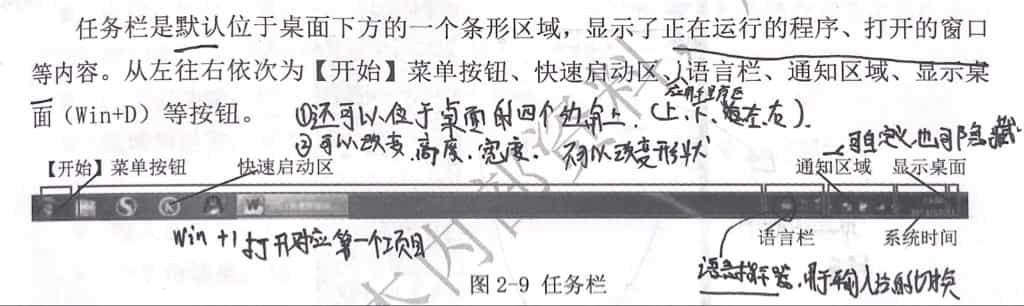 任务栏是默认位于桌面下方的一个条形区域，显示了正在运行的程序、打开的窗口
等内容。从左往右依次为【开始】菜单按钮、快速启动区、语言栏、通知区域、显示桌
应用程序区
面（Win+D）等按钮。 ①还可以位于桌面的四个边角上.（上、下、左、右）.
②可以改变高度、宽度、不可以改变形状
可自定义也可隐藏
【开始】菜单按钮 快速启动区 通知区域 显示桌面
W
Win+1打开对应第一个项目
语言栏 系统时间
语言指示器,用于输入法的切换
图 2-9 任务栏
内部资料